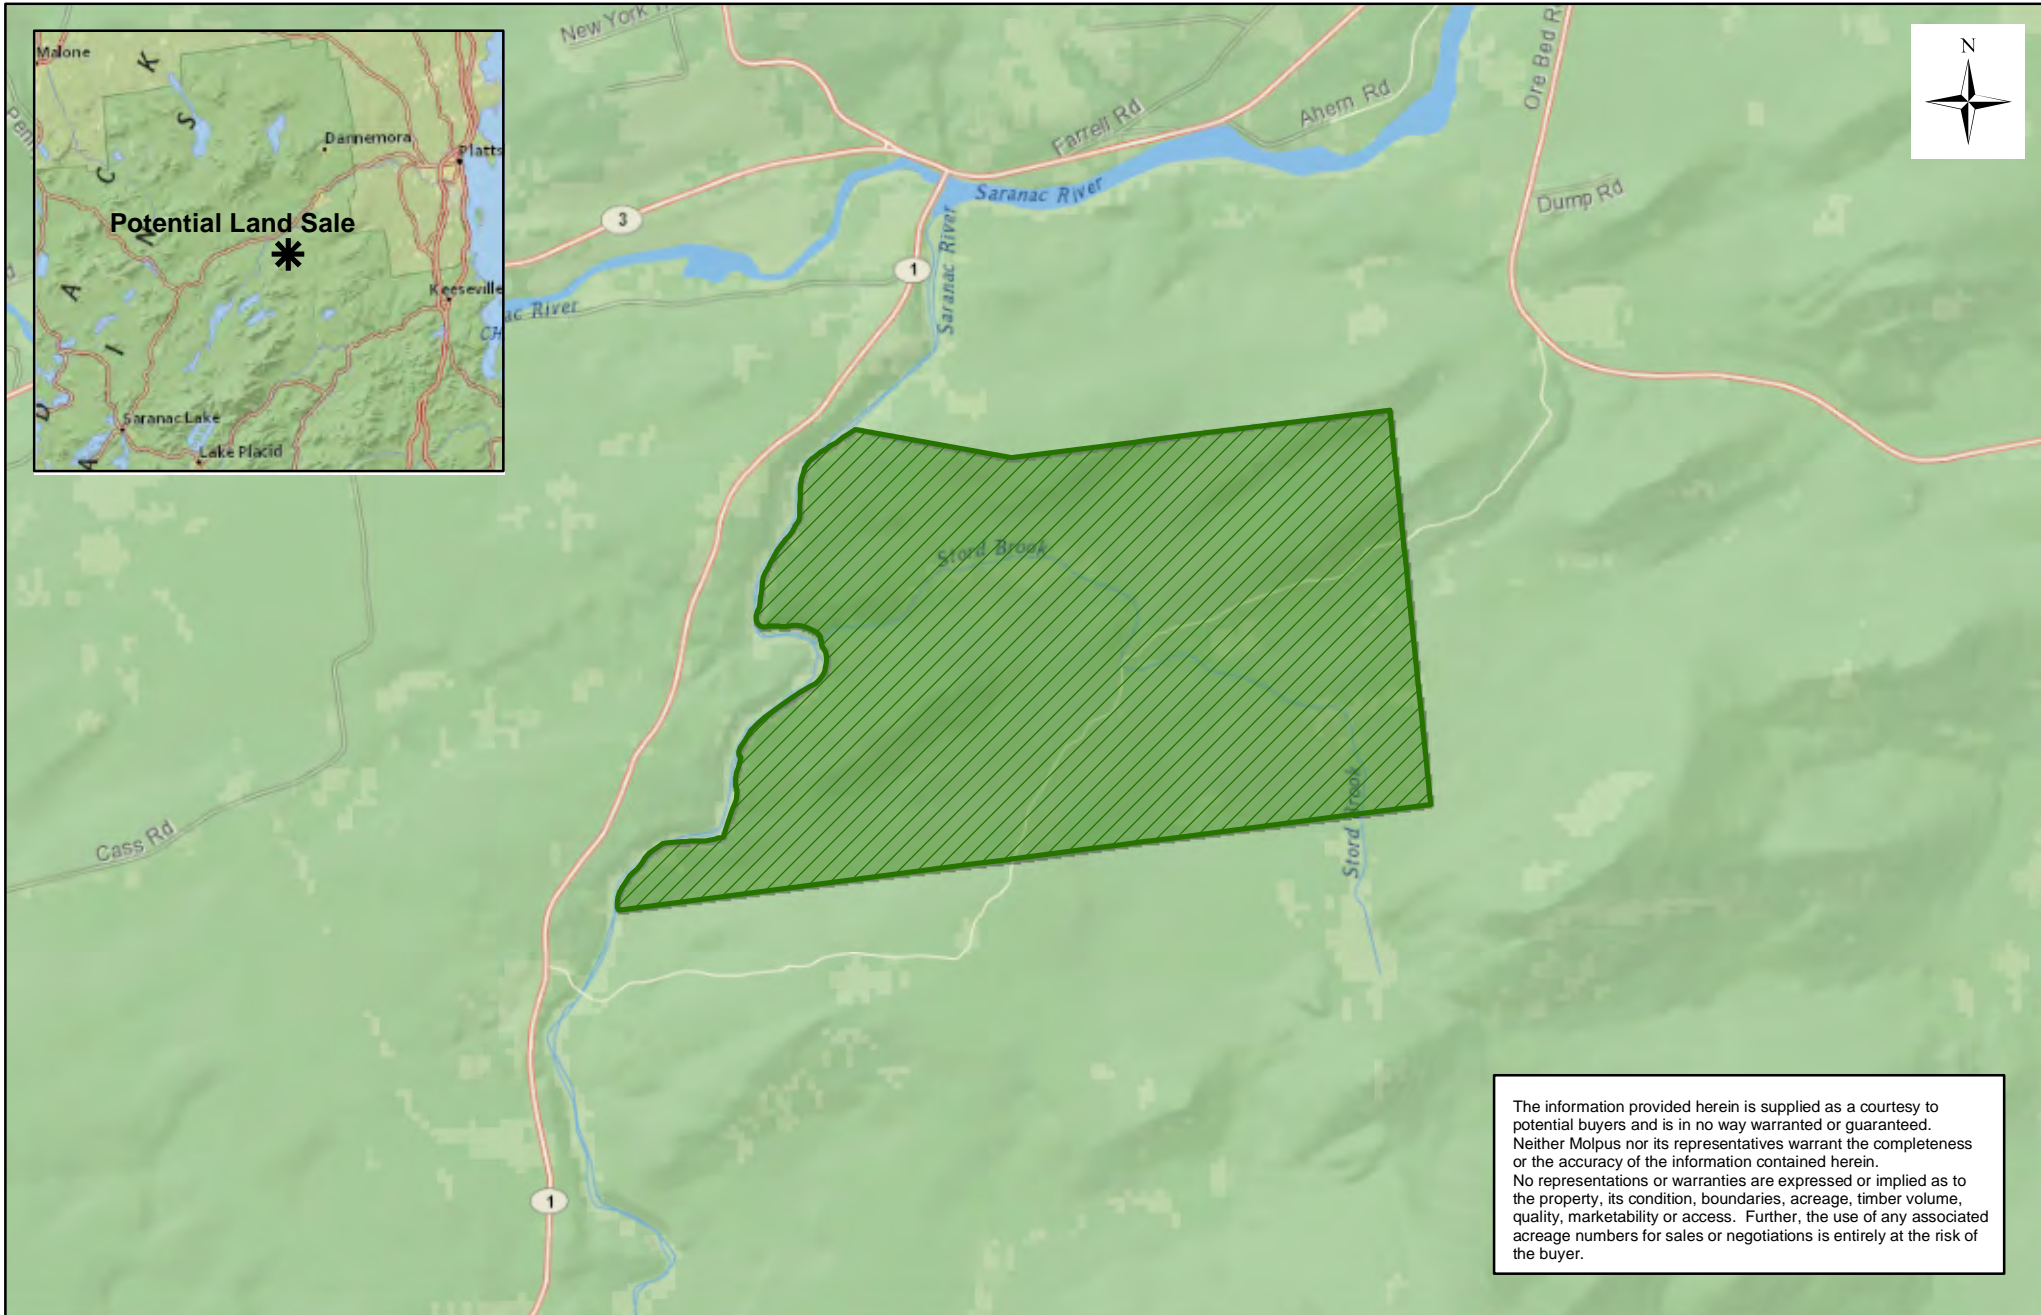 New York
N
Malone
K
S
Dannemora
Platts
C
Potential Land Sale
N
A
Keeseville
CH
I
D
Saranac Lake
A
Lake Placid
Ore Bed R
Farrell Rd
Ahern Rd
Saranac River
Dump Rd
3
Saranac River
1
ac River
Stord Brook
Stord Brook
Cass Rd
1
The information provided herein is supplied as a courtesy to
potential buyers and is in no way warranted or guaranteed.
Neither Molpus nor its representatives warrant the completeness
or the accuracy of the information contained herein.
No representations or warranties are expressed or implied as to
the property, its condition, boundaries, acreage, timber volume,
quality, marketability or access.  Further, the use of any associated
acreage numbers for sales or negotiations is entirely at the risk of
the buyer.